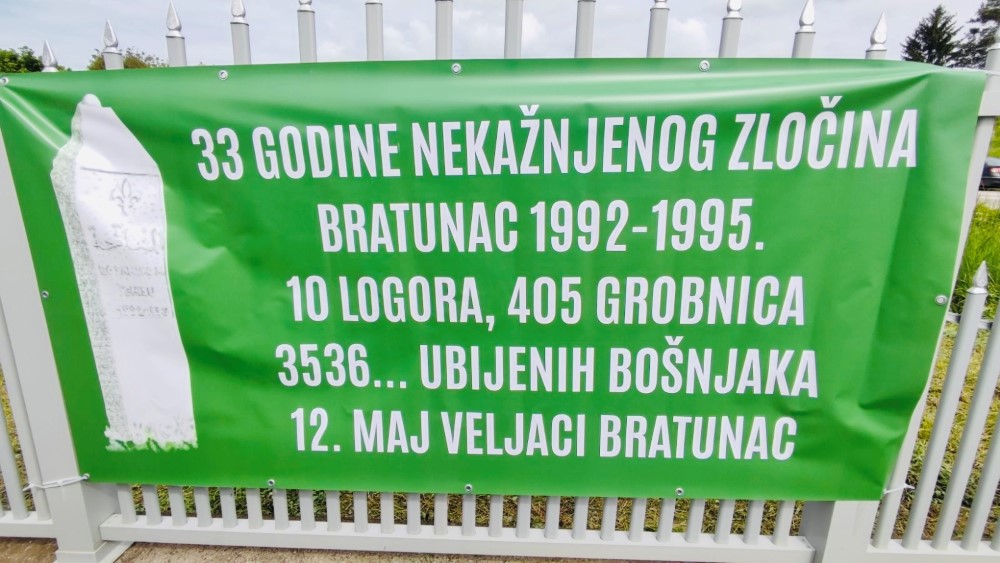 33 GODINE NEKAŽNJENOG ZLOČINA
BRATUNAC 1992-1995.
10 LOGORA, 405 GROBNICA
3536... UBIJENIH BOŠNJAKA
12. MAJ VELJACI BRATUNAC